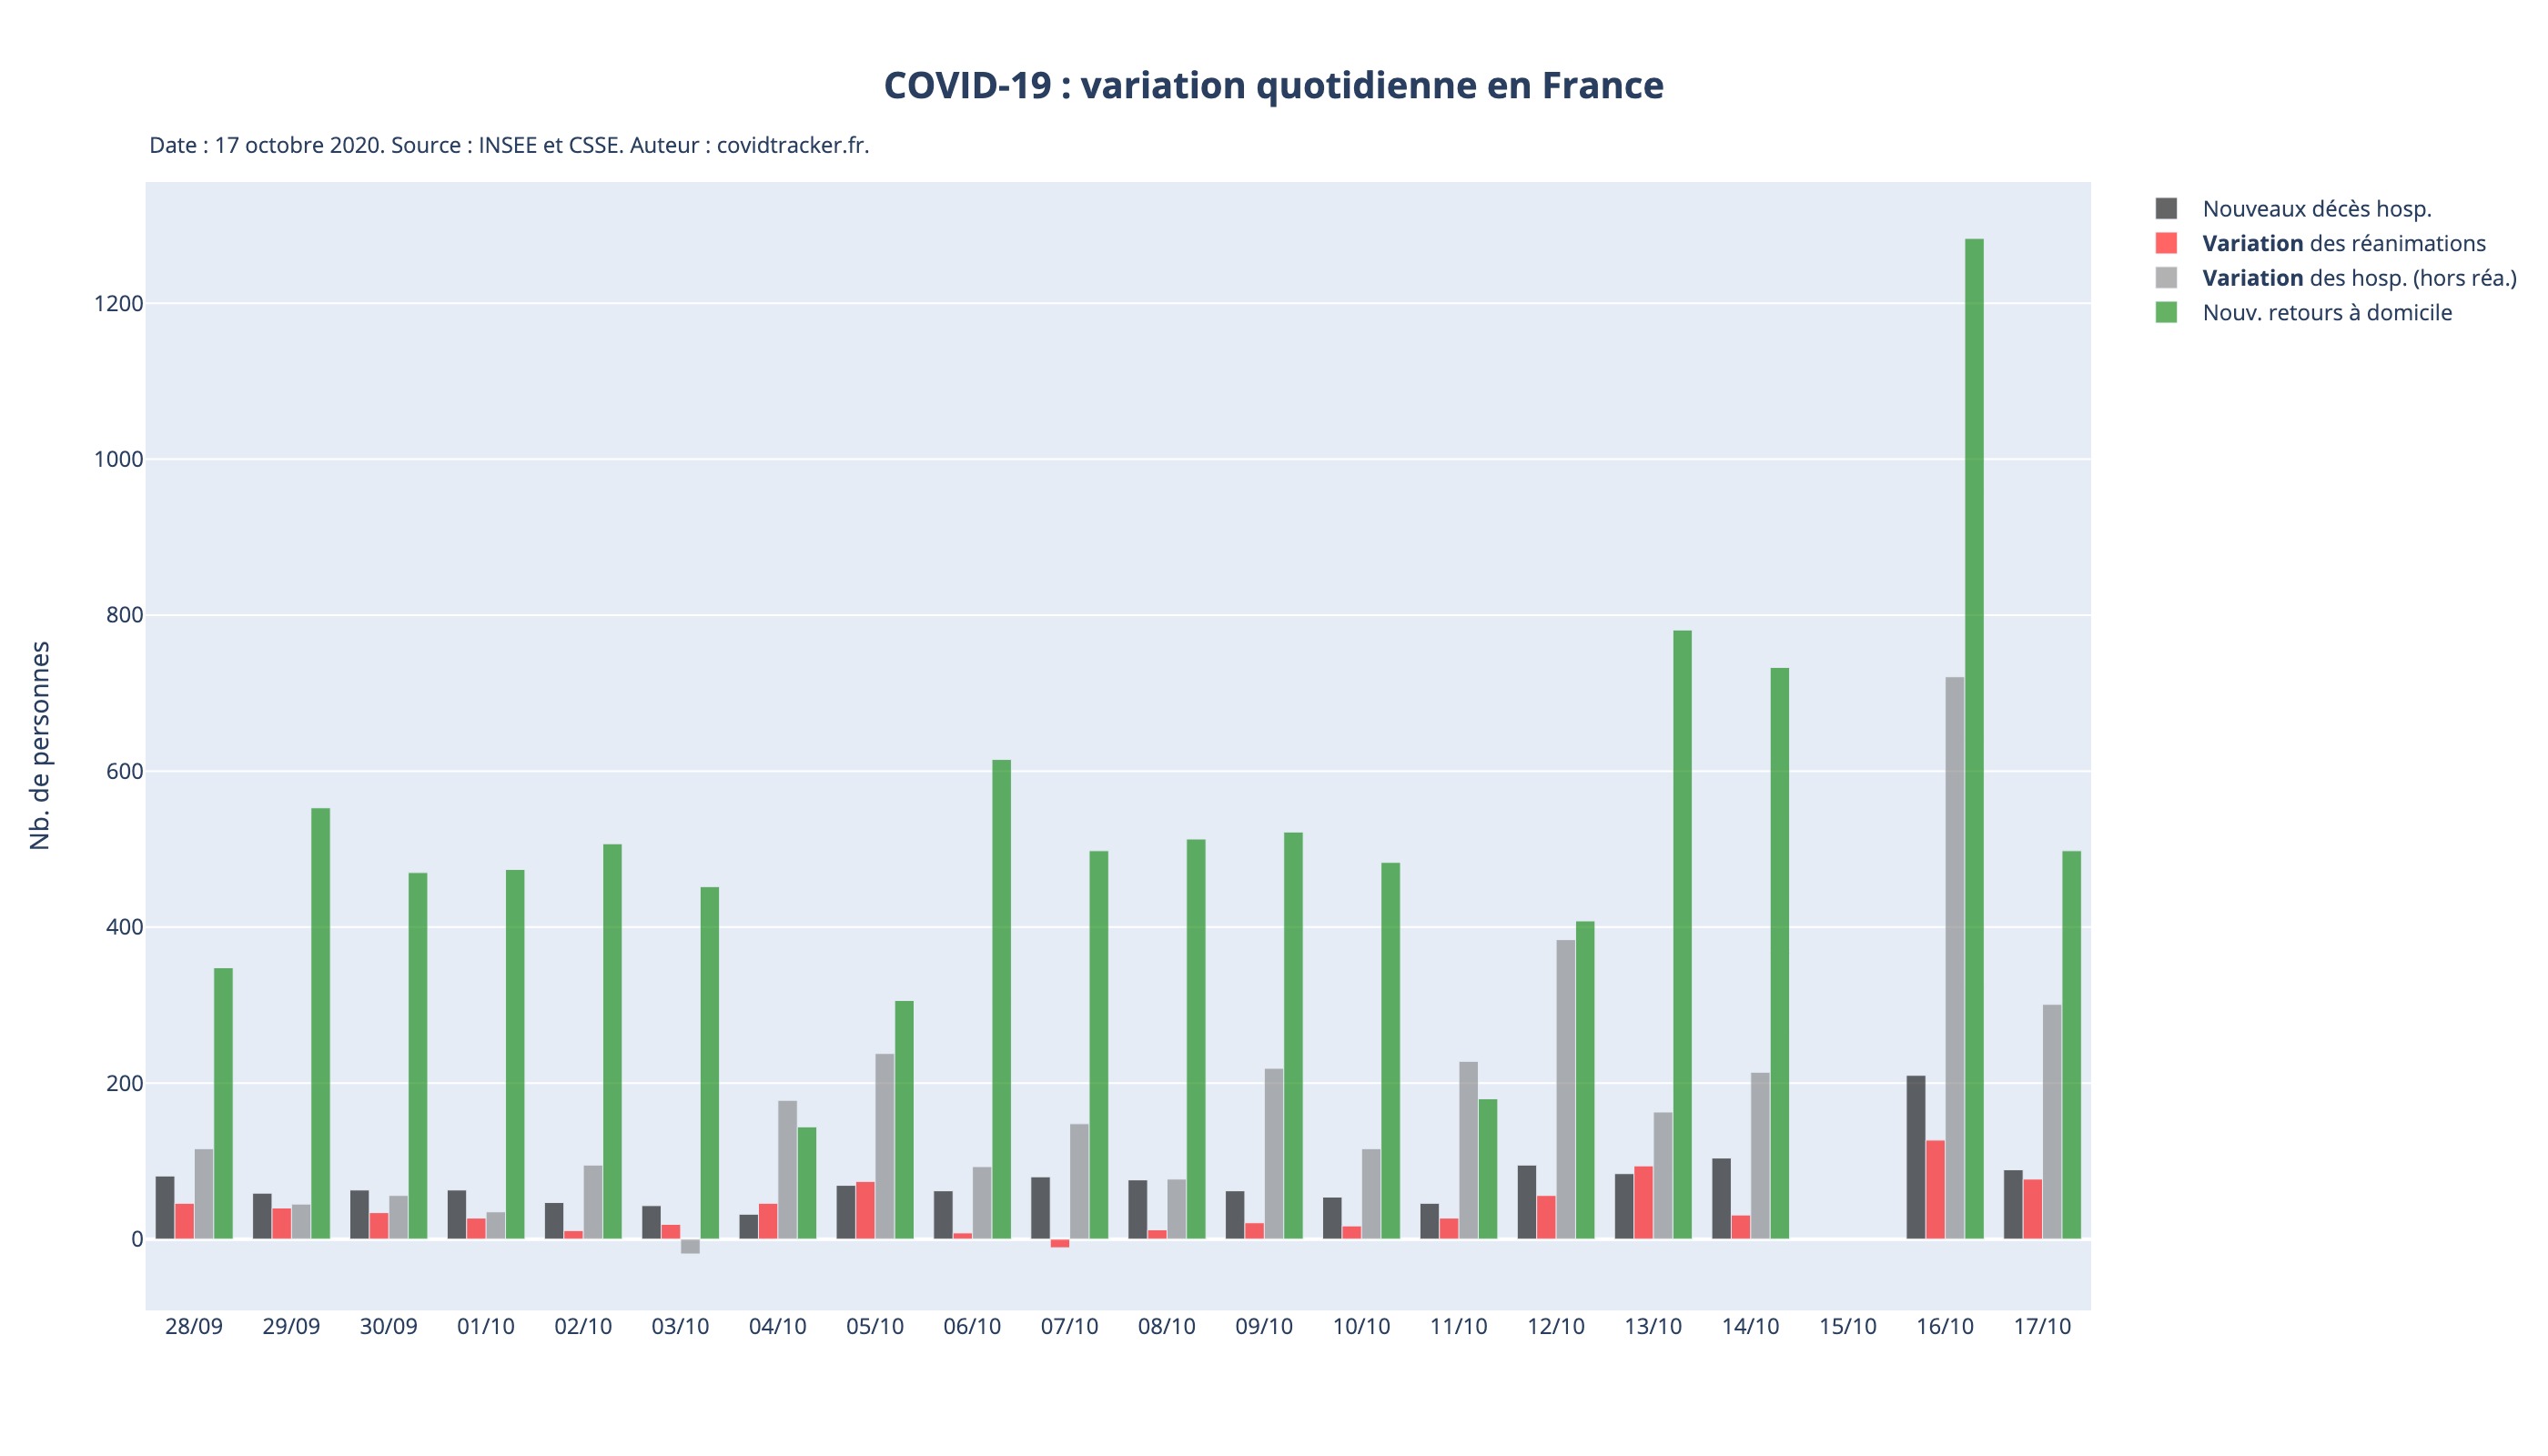 COVID-19 : variation quotidienne en France
Date : 17 octobre 2020. Source : INSEE et CSSE. Auteur : covidtracker.fr.
Nouveaux décès hosp.
Variation des réanimations
Variation des hosp. (hors réa.)
Nouv. retours à domicile
Nb. de personnes
1200
1000
800
600
400
200
0
28/09 29/09 30/09 01/10 02/10 03/10 04/10 05/10 06/10 07/10 08/10 09/10 10/10 11/10 12/10 13/10 14/10 15/10 16/10 17/10